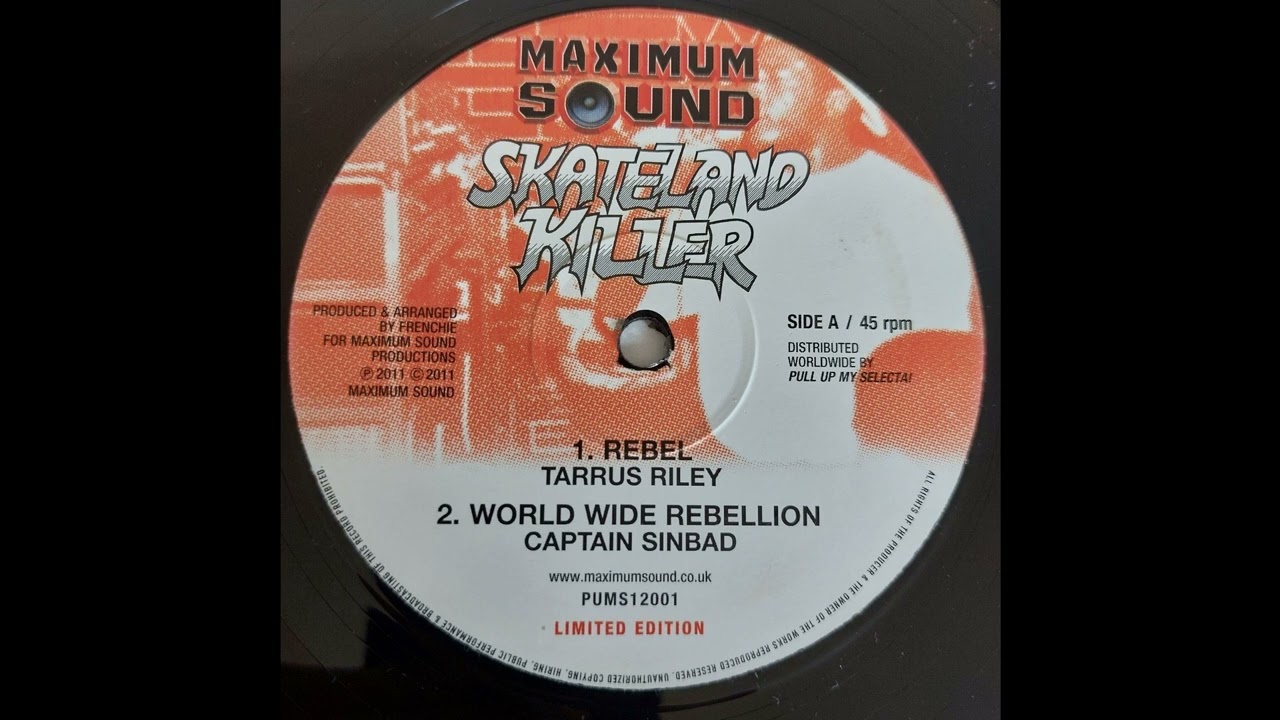 MAXIMUM
SOUND
SKATELAND
KILLER
PRODUCED & ARRANGED
BY FRENCHIE
FOR MAXIMUM SOUND
PRODUCTIONS
℗ 2011 © 2011
MAXIMUM SOUND
SIDE A / 45 rpm
DISTRIBUTED
WORLDWIDE BY
PULL UP MY SELECTA!
1. REBEL
TARRUS RILEY
2. WORLD WIDE REBELLION
CAPTAIN SINBAD
www.maximumsound.co.uk
PUMS12001
LIMITED EDITION
ALL RIGHTS OF THE PRODUCER & THE OWNER OF THE WORKS REPRODUCED RESERVED. UNAUTHORIZED COPYING, HIRING, PUBLIC PERFORMANCE & BROADCASTING OF THIS RECORD PROHIBITED.